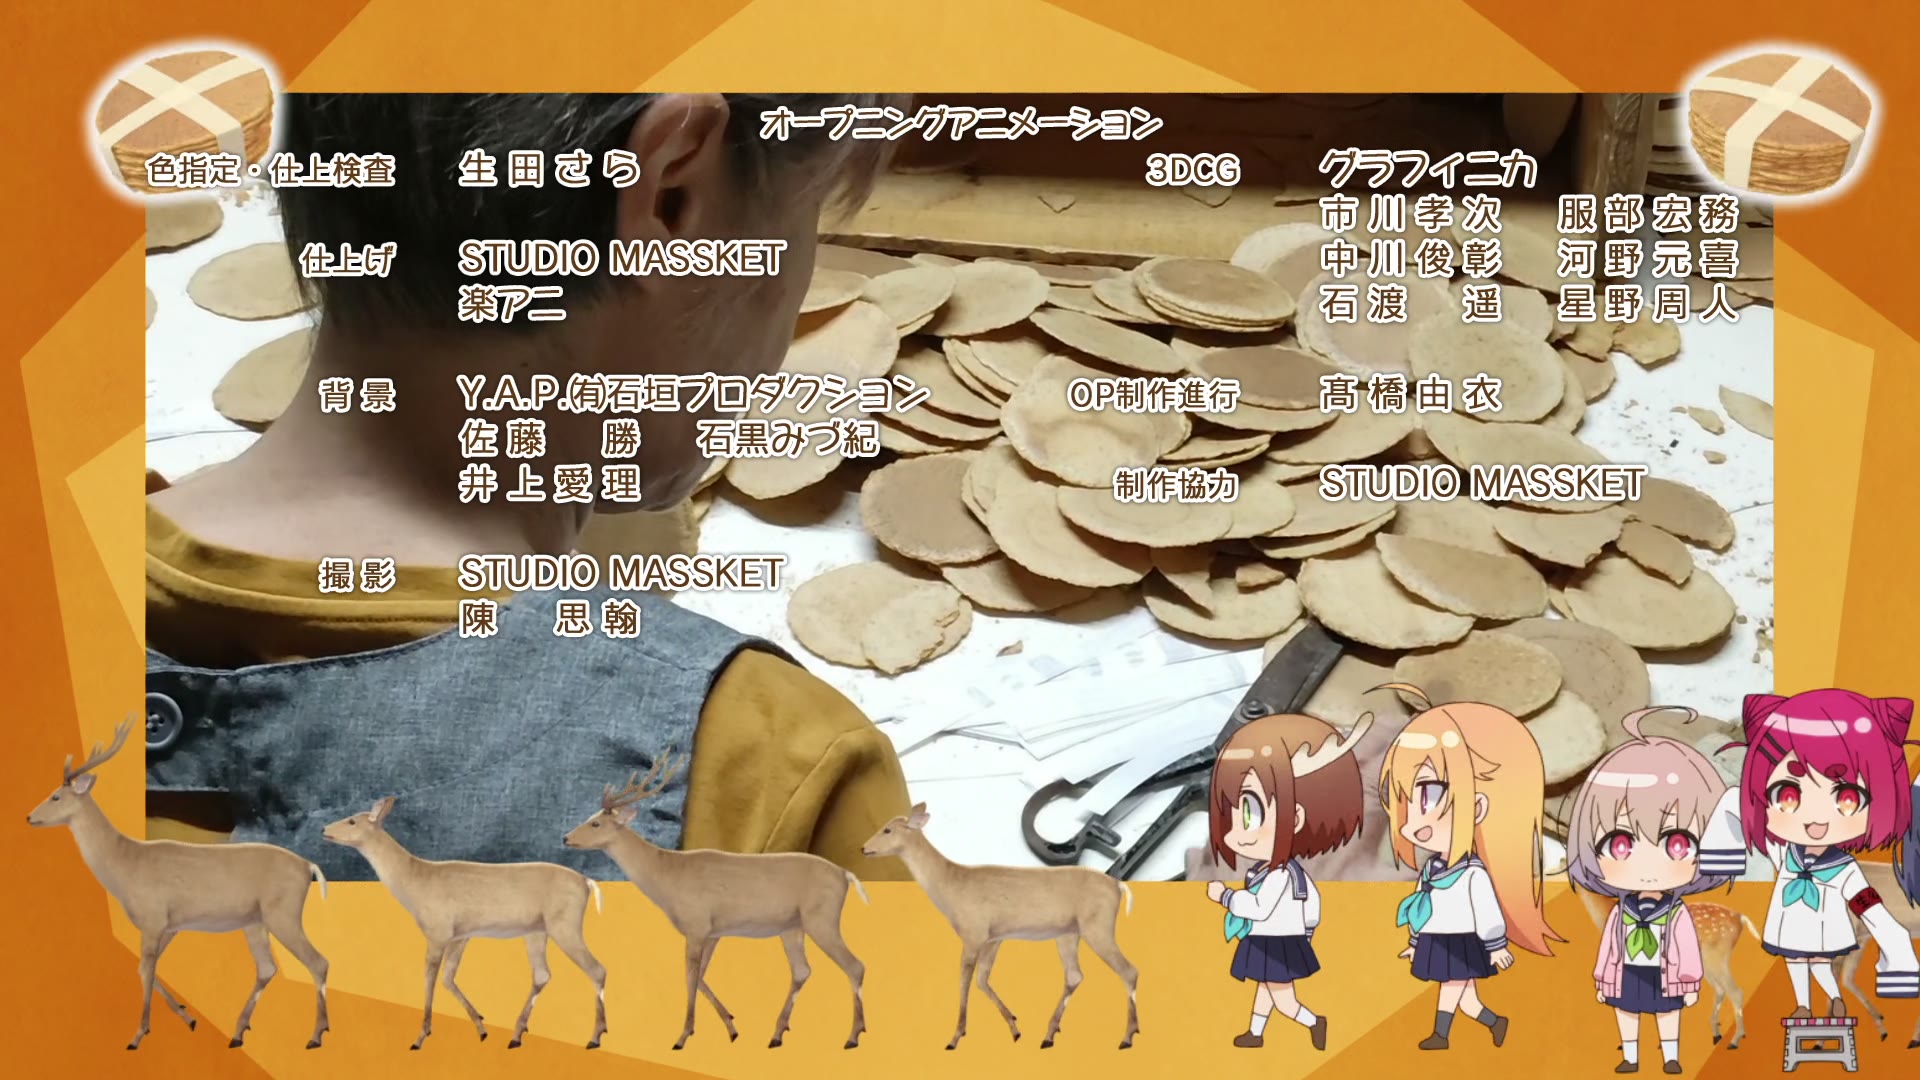 オープニングアニメーション
色指定・仕上検査 生田さら
仕上げ STUDIO MASSKET
楽アニ
背景 Y.A.P.㈲石垣プロダクション
佐藤 勝 石黒みづ紀
井上愛理
撮影 STUDIO MASSKET
陳 思翰
3DCG グラフィニカ
市川孝次 服部宏務
中川俊彰 河野元喜
石渡 遥 星野周人
OP制作進行 髙橋由衣
制作協力 STUDIO MASSKET